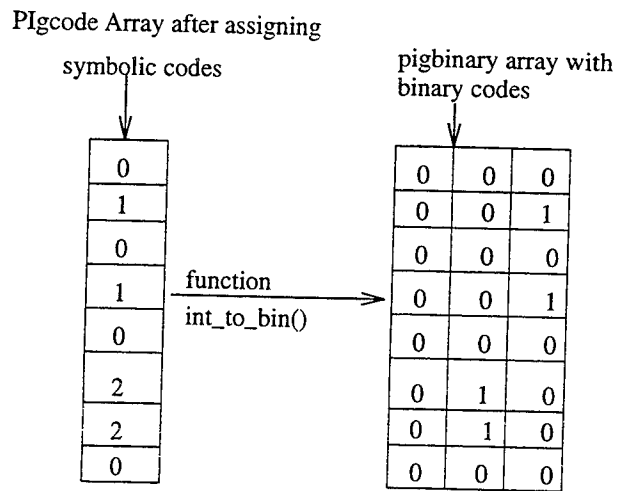 PIgcode Array after assigning
symbolic codes
pigbinary array with
binary codes
0
1
0
1
0
2
2
0
function
int_to_bin()
0 0 0
0 0 1
0 0 0
0 0 1
0 0 0
0 1 0
0 1 0
0 0 0